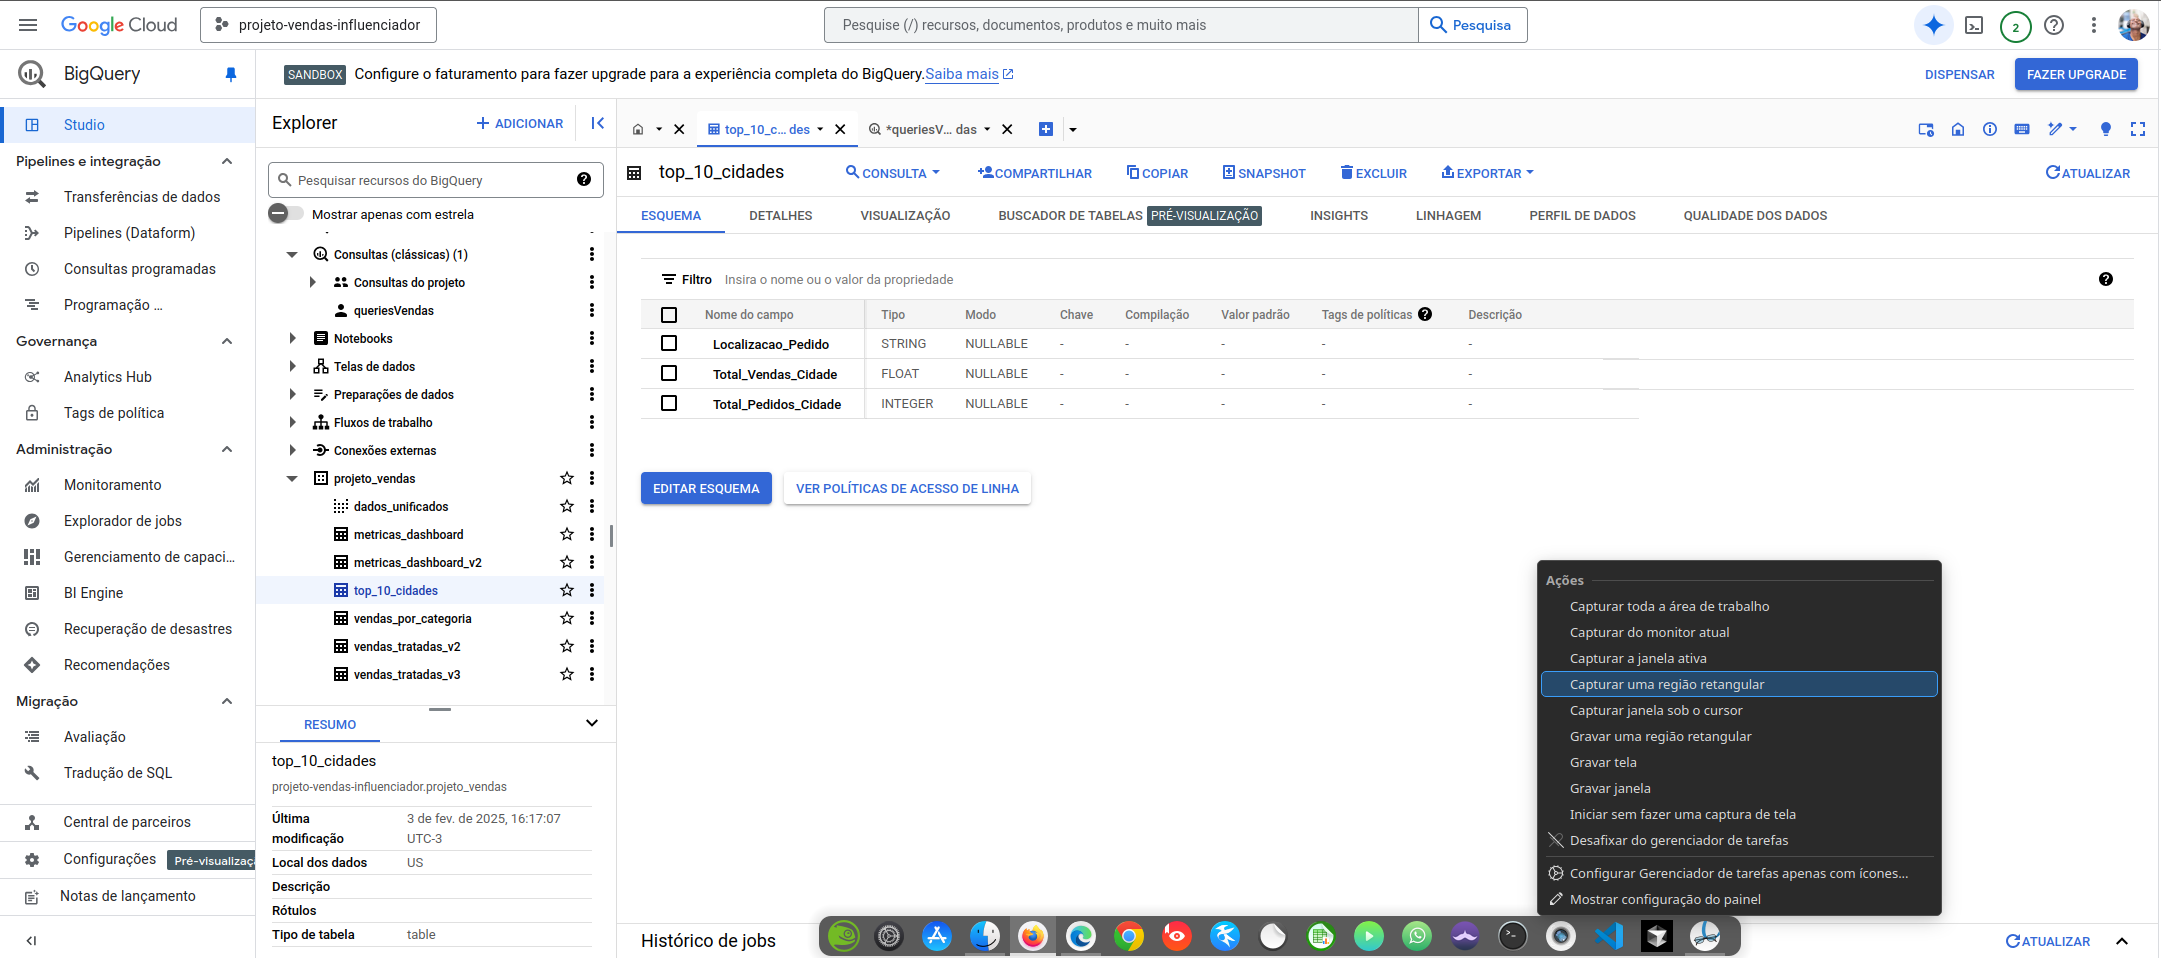 Google Cloud
projeto-vendas-influenciador
Pesquise (/) recursos, documentos, produtos e muito mais
Pesquisa
2
BigQuery
SANDBOX Configure o faturamento para fazer upgrade para a experiência completa do BigQuery. Saiba mais
DISPENSAR
FAZER UPGRADE
Studio
Pipelines e integração
Transferências de dados
Pipelines (Dataform)
Consultas programadas
Programação ...
Governança
Analytics Hub
Tags de política
Administração
Monitoramento
Explorador de jobs
Gerenciamento de capaci...
BI Engine
Recuperação de desastres
Recomendações
Migração
Avaliação
Tradução de SQL
Central de parceiros
Configurações Pré-visualizaç
Notas de lançamento
Explorer
ADICIONAR
Pesquisar recursos do BigQuery
Mostrar apenas com estrela
Consultas (clássicas) (1)
Consultas do projeto
queriesVendas
Notebooks
Telas de dados
Preparações de dados
Fluxos de trabalho
Conexões externas
projeto_vendas
dados_unificados
metricas_dashboard
metricas_dashboard_v2
top_10_cidades
vendas_por_categoria
vendas_tratadas_v2
vendas_tratadas_v3
RESUMO
top_10_cidades
projeto-vendas-influenciador.projeto_vendas
Última modificação 3 de fev. de 2025, 16:17:07 UTC-3
Local dos dados US
Descrição
Rótulos
Tipo de tabela table
top_10_c... des
*queriesV... das
top_10_cidades
CONSULTA
COMPARTILHAR
COPIAR
SNAPSHOT
EXCLUIR
EXPORTAR
ATUALIZAR
ESQUEMA
DETALHES
VISUALIZAÇÃO
BUSCADOR DE TABELAS PRÉ-VISUALIZAÇÃO
INSIGHTS
LINHAGEM
PERFIL DE DADOS
QUALIDADE DOS DADOS
Filtro Insira o nome ou o valor da propriedade
Nome do campo Tipo Modo Chave Compilação Valor padrão Tags de políticas Descrição
Localizacao_Pedido STRING NULLABLE - - - - -
Total_Vendas_Cidade FLOAT NULLABLE - - - - -
Total_Pedidos_Cidade INTEGER NULLABLE - - - - -
EDITAR ESQUEMA
VER POLÍTICAS DE ACESSO DE LINHA
Ações
Capturar toda a área de trabalho
Capturar do monitor atual
Capturar a janela ativa
Capturar uma região retangular
Capturar janela sob o cursor
Gravar uma região retangular
Gravar tela
Gravar janela
Iniciar sem fazer uma captura de tela
Desafixar do gerenciador de tarefas
Configurar Gerenciador de tarefas apenas com ícones...
Mostrar configuração do painel
Histórico de jobs
ATUALIZAR